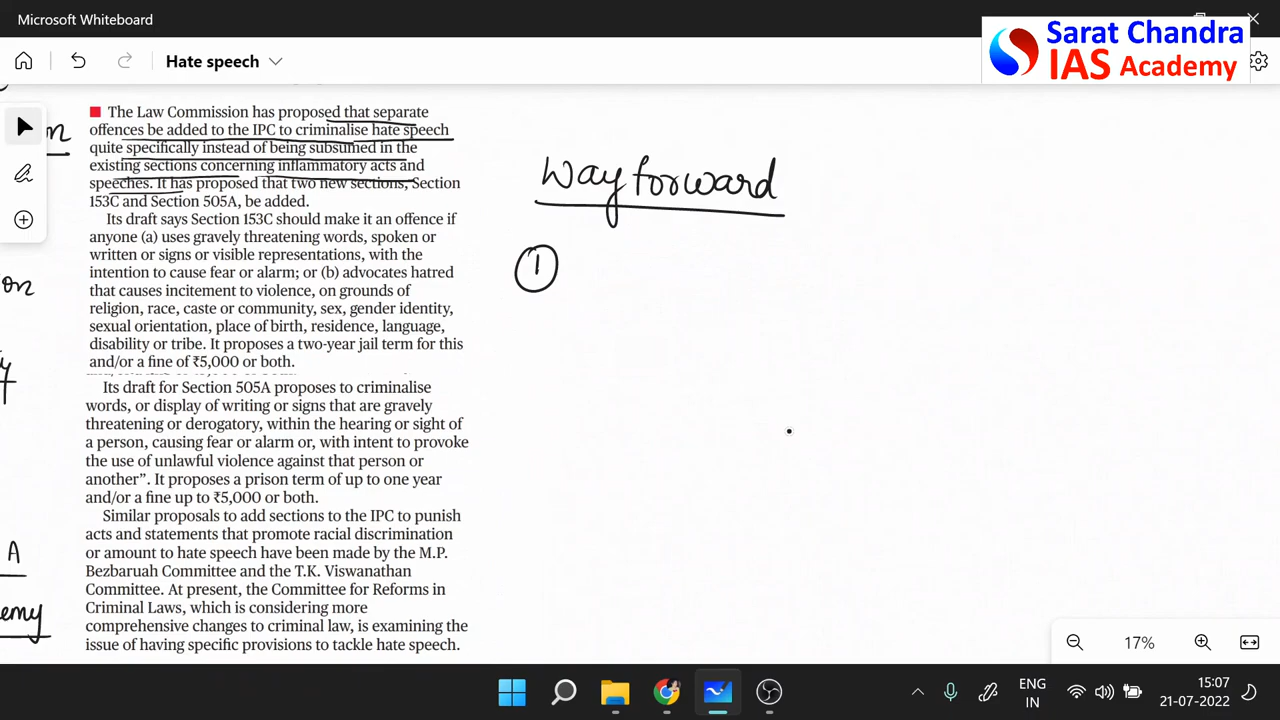 Microsoft Whiteboard
Sarat Chandra
IAS Academy
Hate speech
■ The Law Commission has proposed that separate
offences be added to the IPC to criminalise hate speech
quite specifically instead of being subsumed in the
existing sections concerning inflammatory acts and
speeches. It has proposed that two new sections, Section
153C and Section 505A, be added.
Its draft says Section 153C should make it an offence if
anyone (a) uses gravely threatening words, spoken or
written or signs or visible representations, with the
intention to cause fear or alarm; or (b) advocates hatred
that causes incitement to violence, on grounds of
religion, race, caste or community, sex, gender identity,
sexual orientation, place of birth, residence, language,
disability or tribe. It proposes a two-year jail term for this
and/or a fine of ₹5,000 or both.
Its draft for Section 505A proposes to criminalise
words, or display of writing or signs that are gravely
threatening or derogatory, within the hearing or sight of
a person, causing fear or alarm or, with intent to provoke
the use of unlawful violence against that person or
another”. It proposes a prison term of up to one year
and/or a fine up to ₹5,000 or both.
Similar proposals to add sections to the IPC to punish
acts and statements that promote racial discrimination
or amount to hate speech have been made by the M.P.
Bezbaruah Committee and the T.K. Viswanathan
Committee. At present, the Committee for Reforms in
Criminal Laws, which is considering more
comprehensive changes to criminal law, is examining the
issue of having specific provisions to tackle hate speech.
on
A
emy
Way forward
1
17%
ENG
IN
15:07
21-07-2022